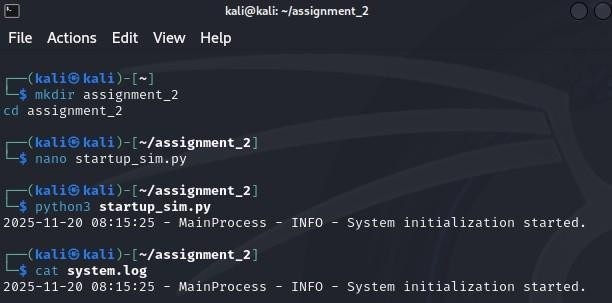 kali@kali: ~/assignment_2
File Actions Edit View Help
┌──(kali㉿kali)-[~]
└─$ mkdir assignment_2
cd assignment_2
┌──(kali㉿kali)-[~/assignment_2]
└─$ nano startup_sim.py
┌──(kali㉿kali)-[~/assignment_2]
└─$ python3 startup_sim.py
2025-11-20 08:15:25 - MainProcess - INFO - System initialization started.
┌──(kali㉿kali)-[~/assignment_2]
└─$ cat system.log
2025-11-20 08:15:25 - MainProcess - INFO - System initialization started.